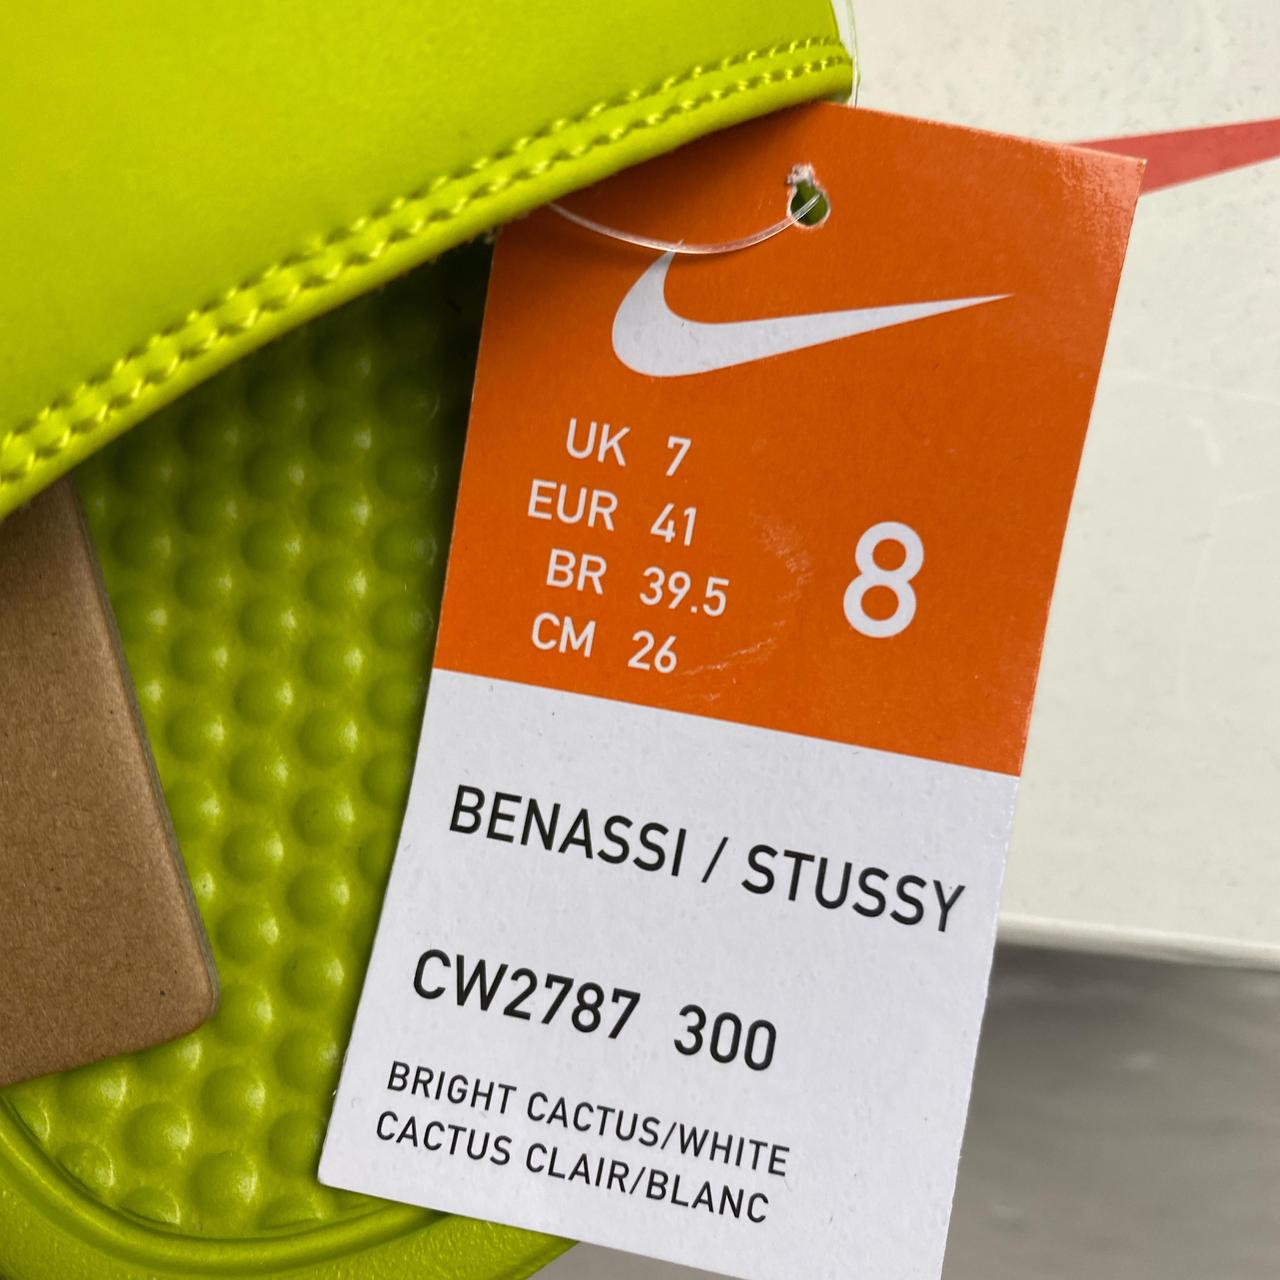 UK 7
EUR 41
BR 39.5
CM 26
8
BENASSI / STUSSY
CW2787 300
BRIGHT CACTUS/WHITE
CACTUS CLAIR/BLANC